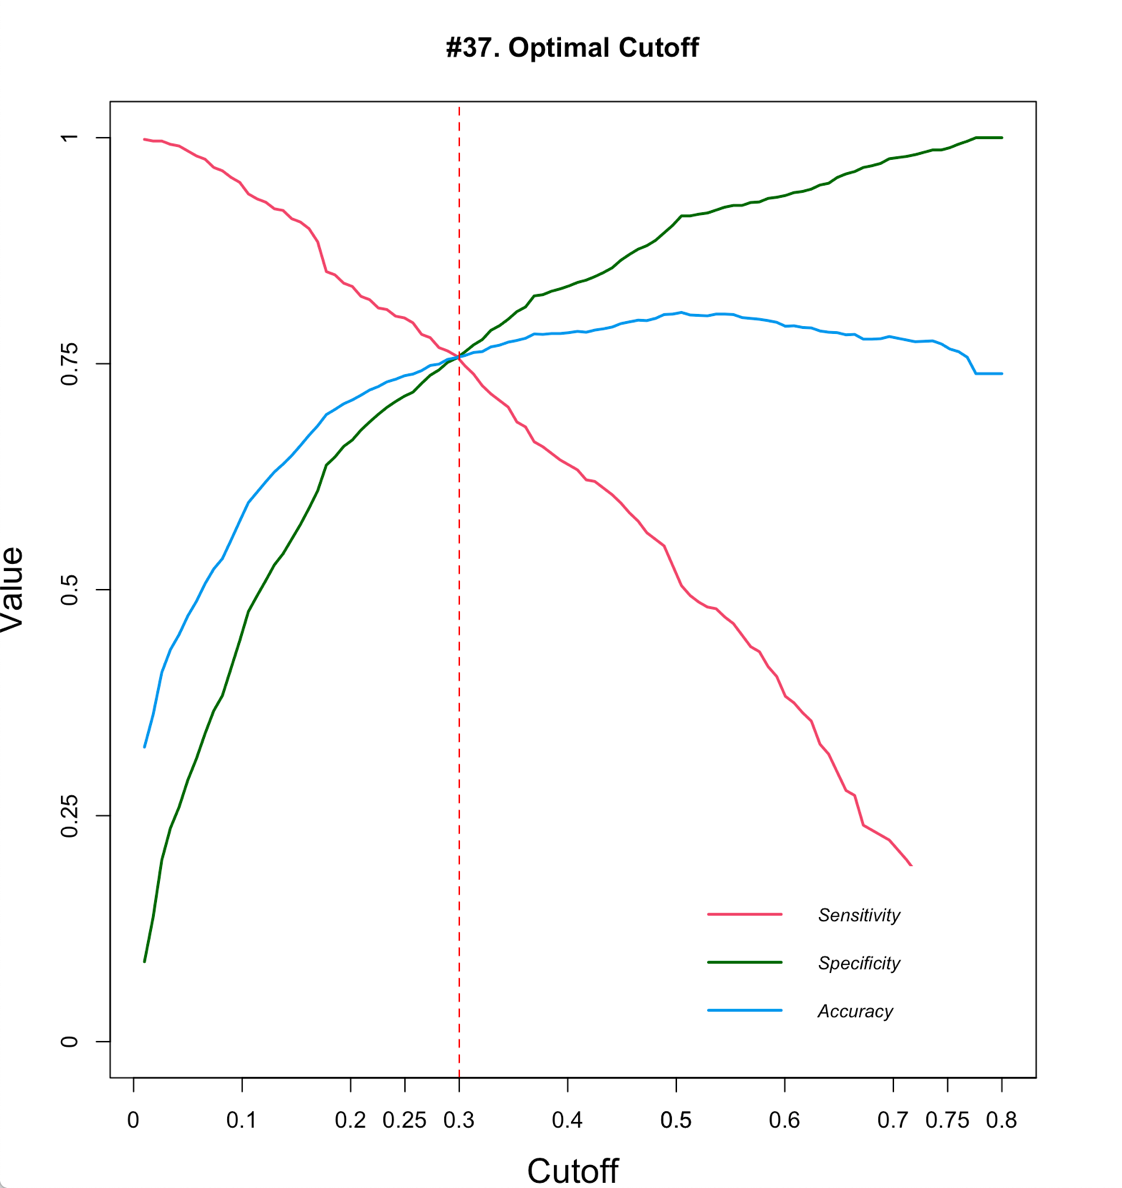 #37. Optimal Cutoff
1
0.75
0.5
0.25
0
Value
Sensitivity
Specificity
Accuracy
0 0.1 0.2 0.25 0.3 0.4 0.5 0.6 0.7 0.75 0.8
Cutoff